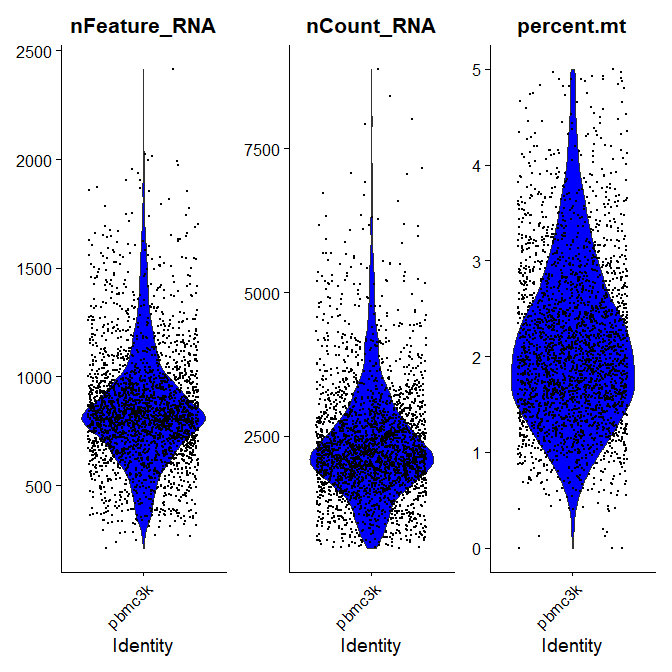 nFeature_RNA
2500
2000
1500
1000
500
pbmc3k
Identity
nCount_RNA
7500
5000
2500
pbmc3k
Identity
percent.mt
5
4
3
2
1
0
pbmc3k
Identity